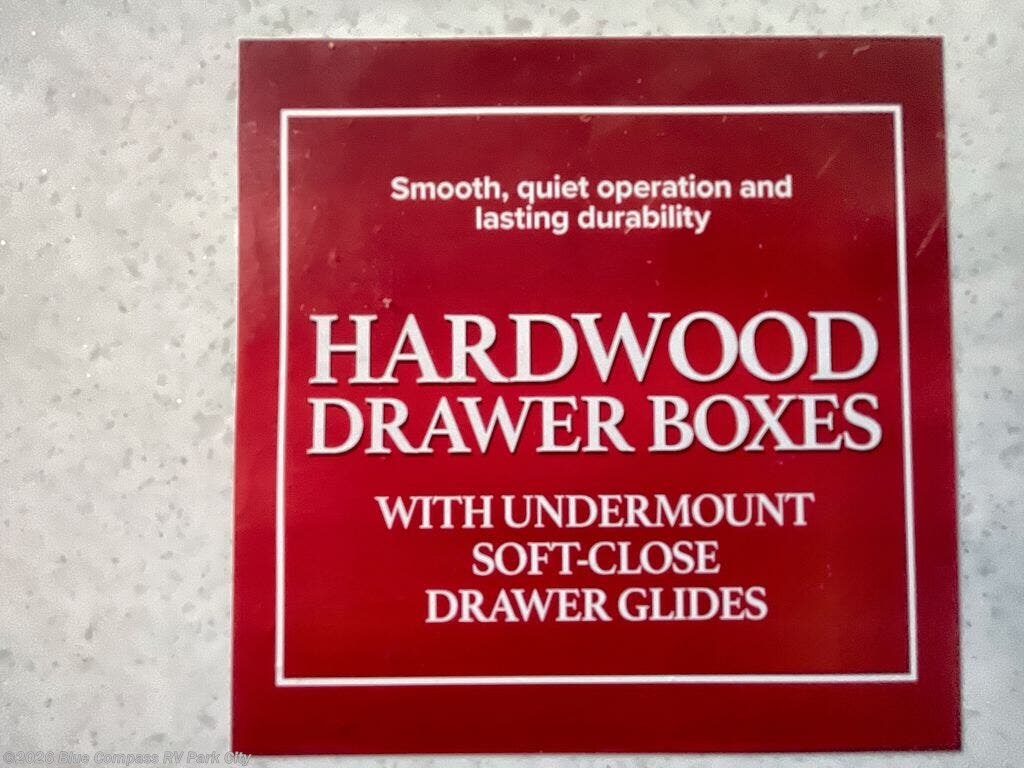 Smooth, quiet operation and
lasting durability
HARDWOOD
DRAWER BOXES
WITH UNDERMOUNT
SOFT-CLOSE
DRAWER GLIDES
©2026 Blue Compass RV Park City